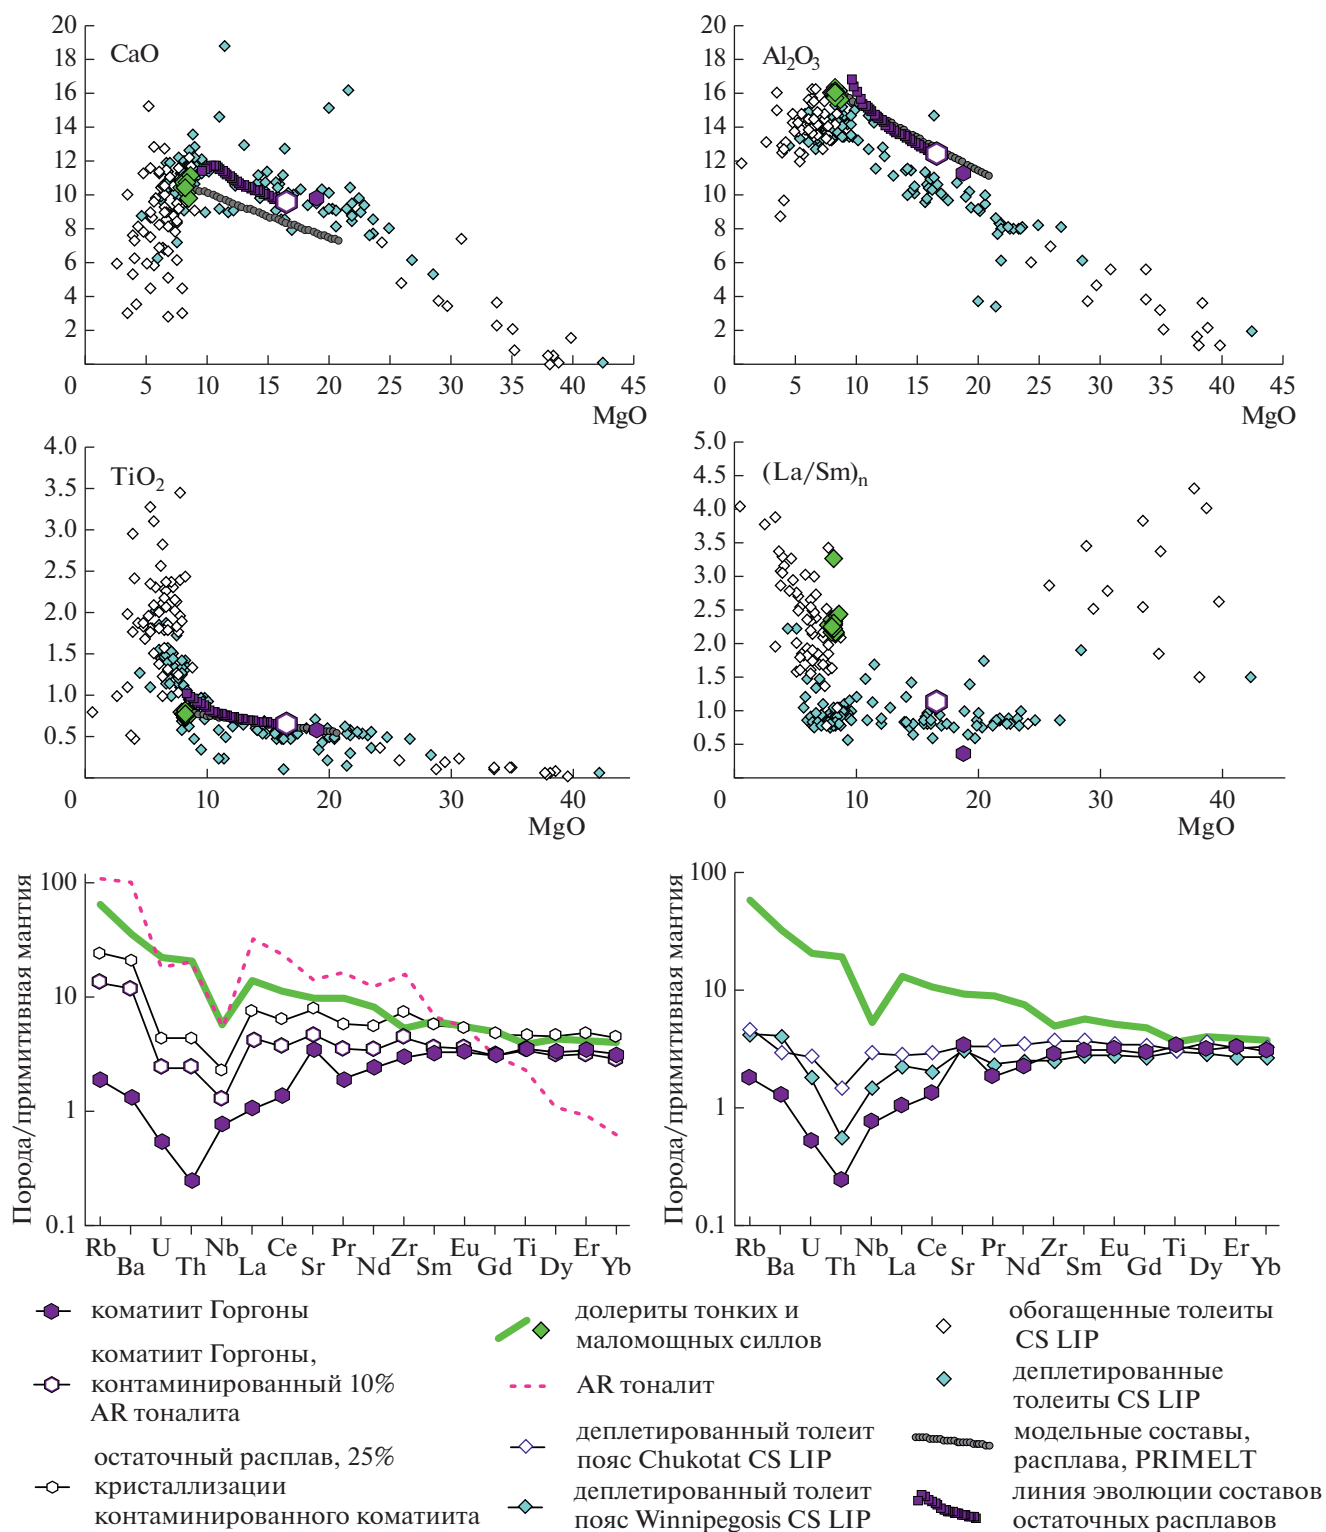 20
18
16
14
12
10
8
6
4
2
0
CaO
5
10
15
20
25
30
35
40
45
MgO
20
18
16
14
12
10
8
6
4
2
0
Al₂O₃
5
10
15
20
25
30
35
40
45
MgO
4.0
3.5
3.0
2.5
2.0
1.5
1.0
0.5
0
TiO₂
10
20
30
40
MgO
5.0
4.5
4.0
3.5
3.0
2.5
2.0
1.5
1.0
0.5
0
(La/Sm)ₙ
10
20
30
40
MgO
Порода/примитивная мантия
100
10
1
0.1
Rb Ba U Th Nb La Ce Sr Pr Nd Zr Sm Eu Gd Ti Dy Er Yb
Порода/примитивная мантия
100
10
1
0.1
Rb Ba U Th Nb La Ce Sr Pr Nd Zr Sm Eu Gd Ti Dy Er Yb
коматиит Горгоны
коматиит Горгоны,
контаминированный 10%
AR тоналита
остаточный расплав, 25%
кристаллизации
контаминированного коматиита
долериты тонких и
маломощных силлов
AR тоналит
деплетированный толеит
пояс Chukotat CS LIP
деплетированный толеит
пояс Winnipegosis CS LIP
обогащенные толеиты
CS LIP
деплетированные
толеиты CS LIP
модельные составы,
расплава, PRIMELT
линия эволюции составов
остаточных расплавов